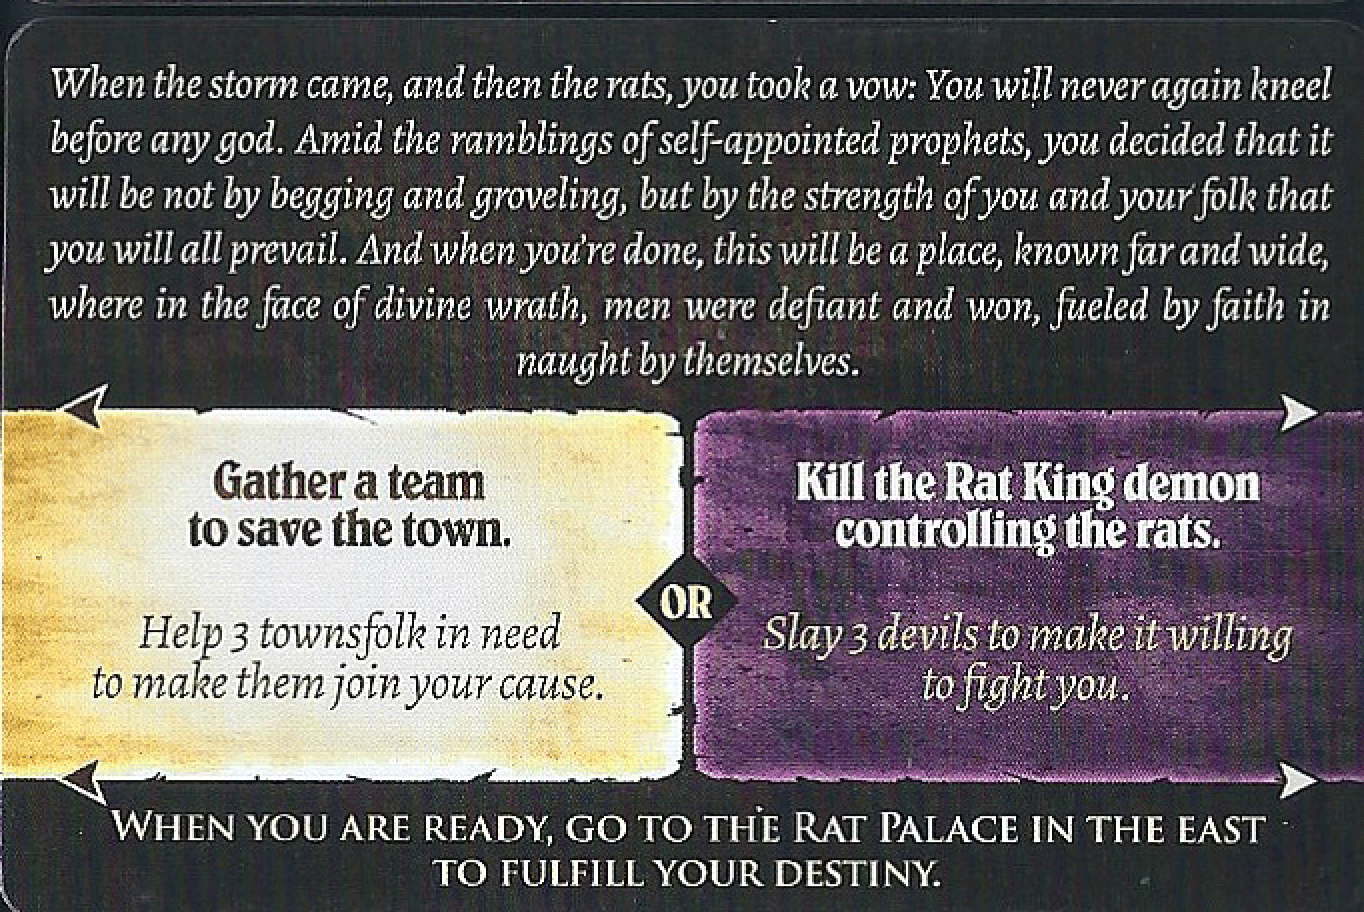 When the storm came, and then the rats, you took a vow: You will never again kneel
before any god. Amid the ramblings of self-appointed prophets, you decided that it
will be not by begging and groveling, but by the strength of you and your folk that
you will all prevail. And when you're done, this will be a place, known far and wide,
where in the face of divine wrath, men were defiant and won, fueled by faith in
naught by themselves.
Gather a team
to save the town.
Help 3 townsfolk in need
to make them join your cause.
OR
Kill the Rat King demon
controlling the rats.
Slay 3 devils to make it willing
to fight you.
When you are ready, go to the Rat Palace in the east
to fulfill your destiny.